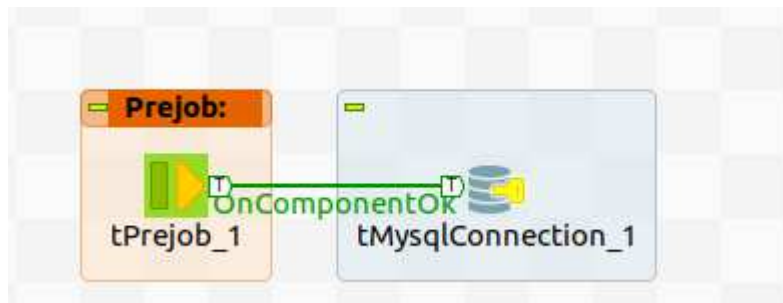 Prejob:
T
T
OnComponentOk
tPrejob_1
tMysqlConnection_1